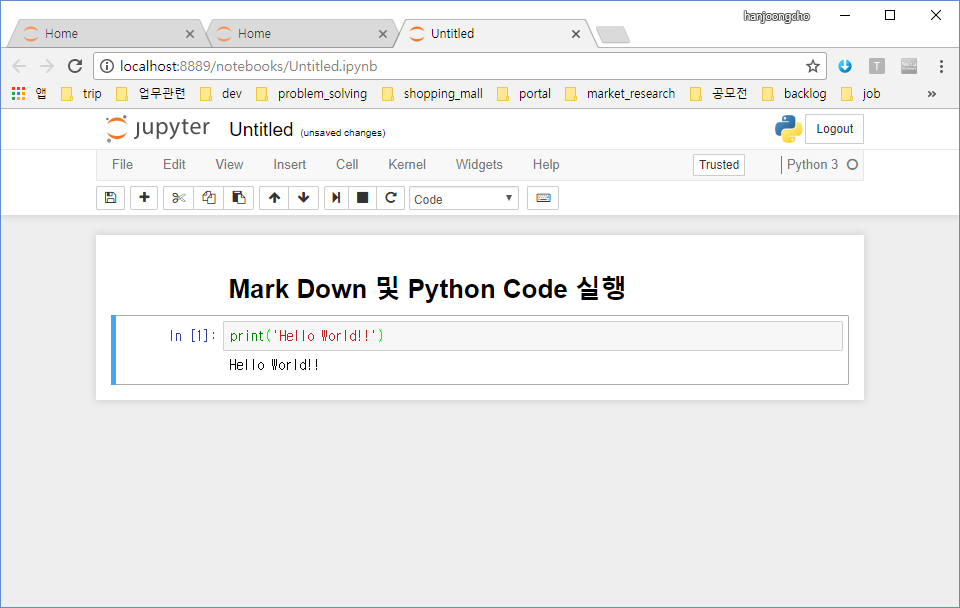 hanjoongcho
Home Home Untitled
localhost:8889/notebooks/Untitled.ipynb T
앱 trip 업무관련 dev problem_solving shopping_mall portal market_research 공모전 backlog job »
jupyter Untitled (unsaved changes) Logout
File Edit View Insert Cell Kernel Widgets Help Trusted Python 3
Code
Mark Down 및 Python Code 실행
In [1]: print('Hello World!!')
Hello World!!